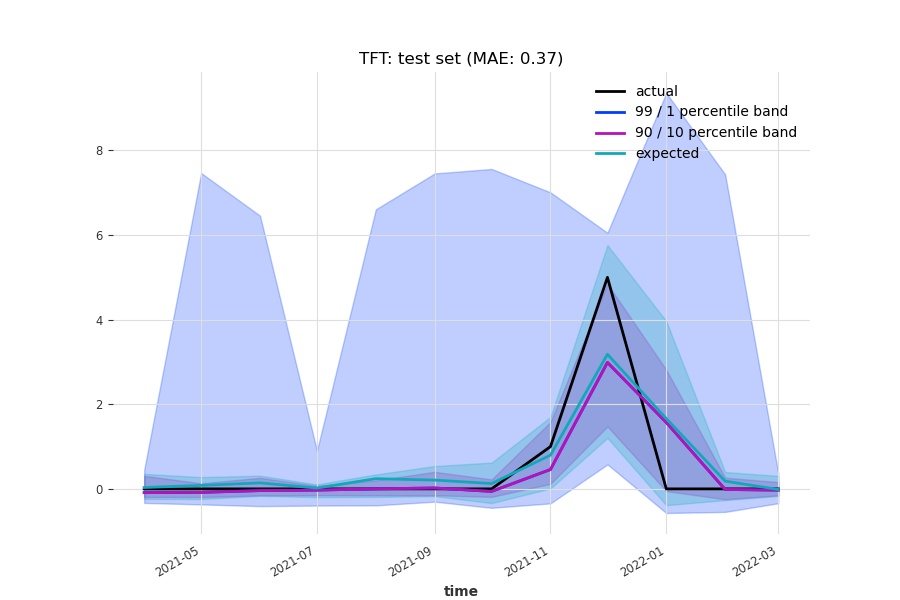 TFT: test set (MAE: 0.37)
actual
99 / 1 percentile band
90 / 10 percentile band
expected
8
6
4
2
0
2021-05
2021-07
2021-09
2021-11
2022-01
2022-03
time